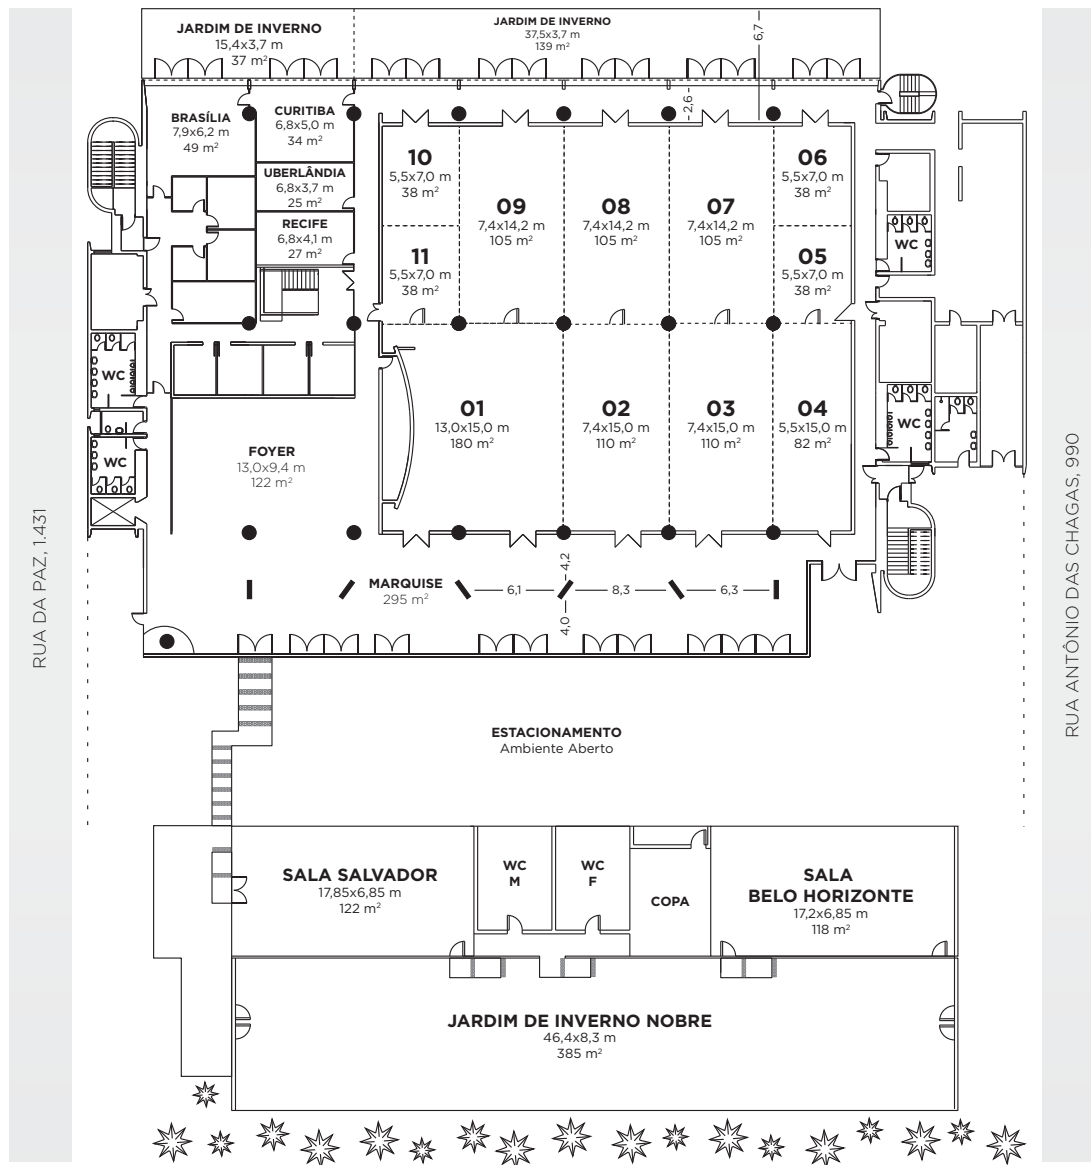 JARDIM DE INVERNO
15,4x3,7 m
37 m²
JARDIM DE INVERNO
37,5x3,7 m
139 m²
6,7
2,6
BRASÍLIA
7,9x6,2 m
49 m²
CURITIBA
6,8x5,0 m
34 m²
UBERLÂNDIA
6,8x3,7 m
25 m²
RECIFE
6,8x4,1 m
27 m²
10
5,5x7,0 m
38 m²
09
7,4x14,2 m
105 m²
08
7,4x14,2 m
105 m²
07
7,4x14,2 m
105 m²
06
5,5x7,0 m
38 m²
11
5,5x7,0 m
38 m²
05
5,5x7,0 m
38 m²
WC
WC
WC
WC
01
13,0x15,0 m
180 m²
02
7,4x15,0 m
110 m²
03
7,4x15,0 m
110 m²
04
5,5x15,0 m
82 m²
FOYER
13,0x9,4 m
122 m²
MARQUISE
295 m²
6,1
4,2
4,0
8,3
6,3
RUA DA PAZ, 1.431
RUA ANTÔNIO DAS CHAGAS, 990
ESTACIONAMENTO
Ambiente Aberto
SALA SALVADOR
17,85x6,85 m
122 m²
WC
M
WC
F
COPA
SALA
BELO HORIZONTE
17,2x6,85 m
118 m²
JARDIM DE INVERNO NOBRE
46,4x8,3 m
385 m²